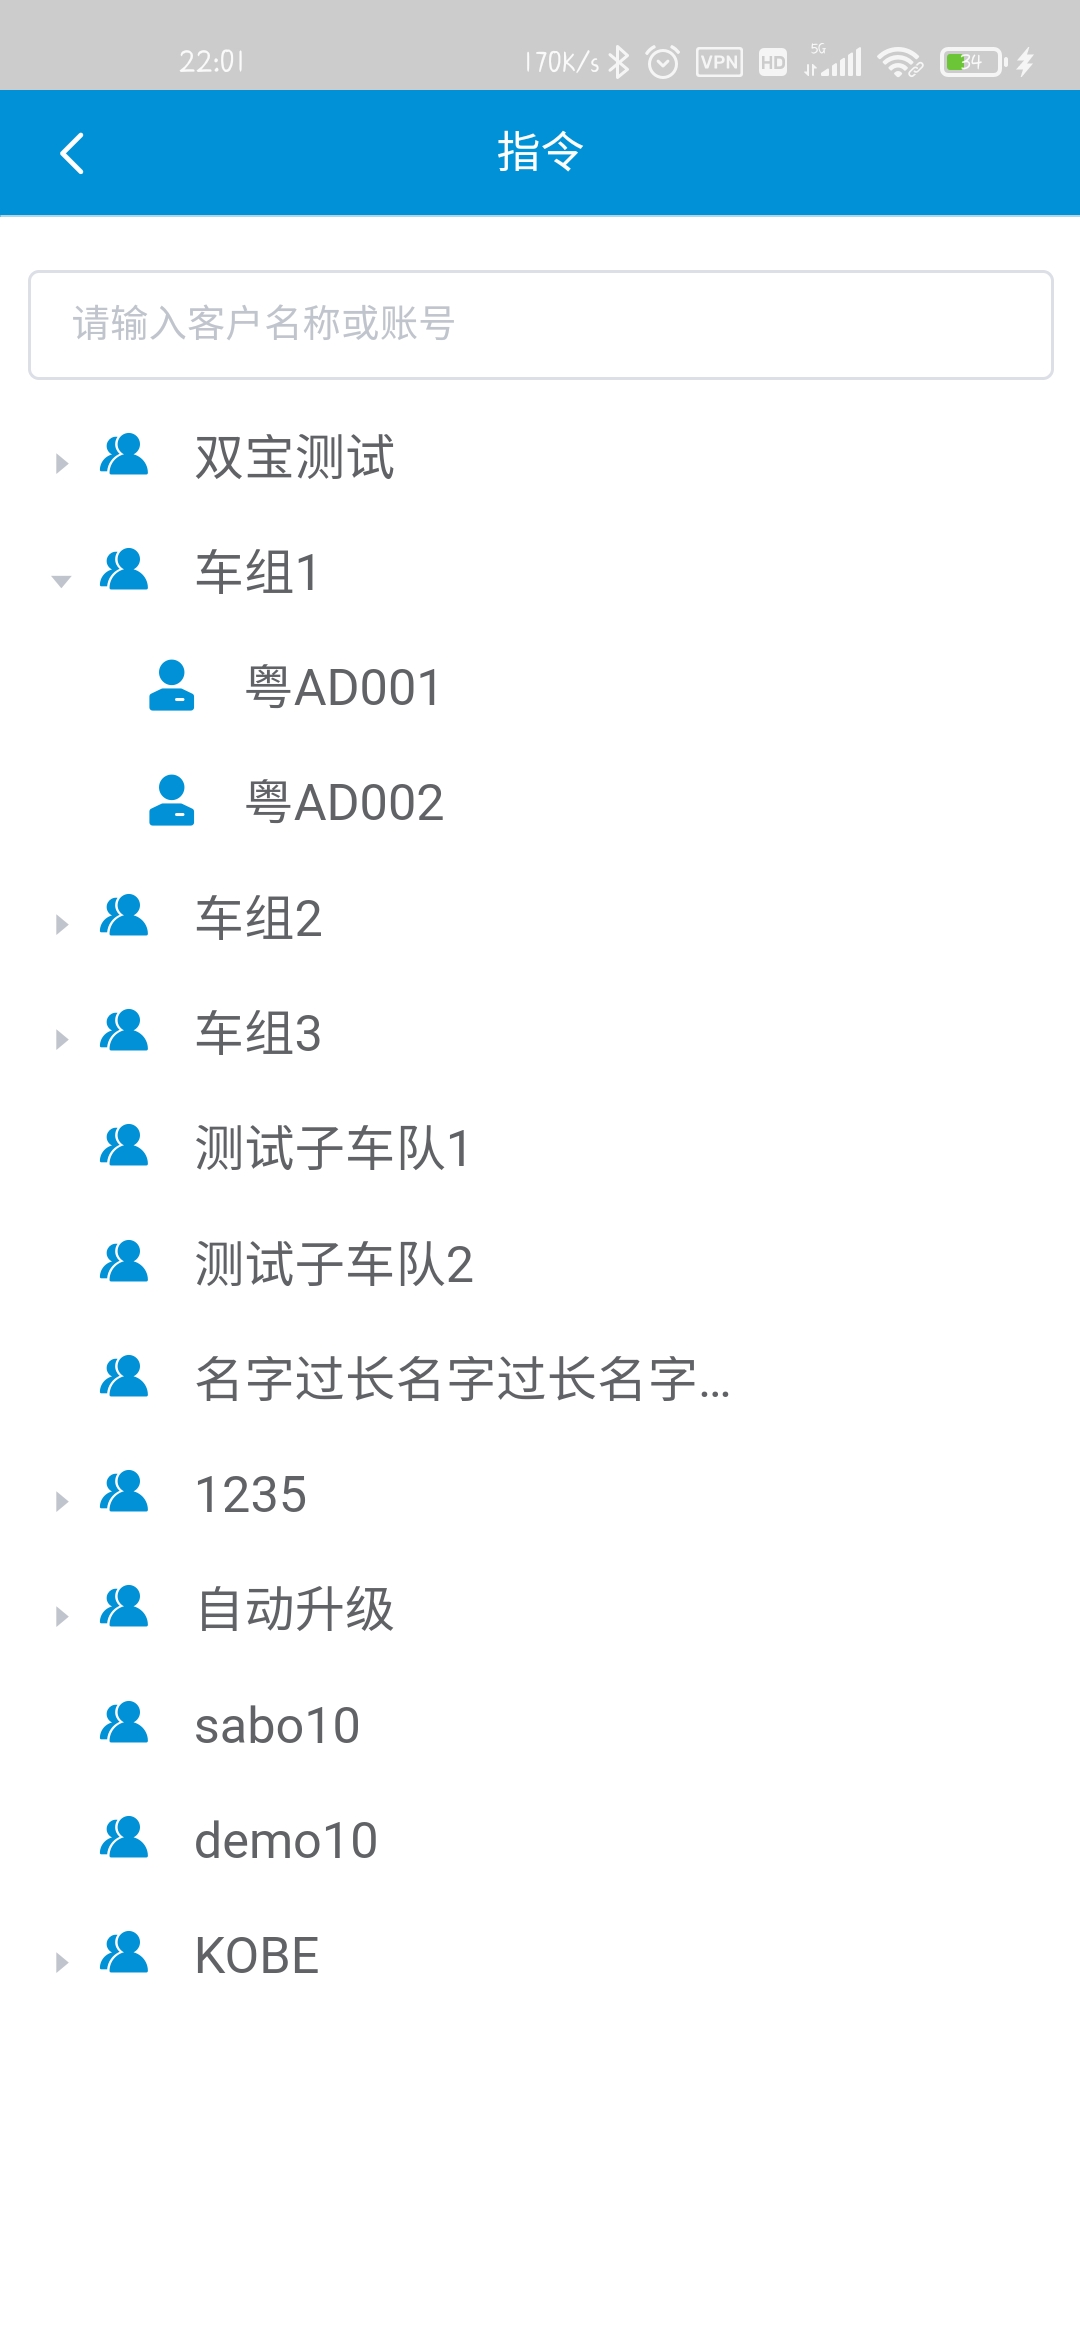 22:01 170K/s VPN HD 5G 34
指令
请输入客户名称或账号
双宝测试
车组1
粤AD001
粤AD002
车组2
车组3
测试子车队1
测试子车队2
名字过长名字过长名字...
1235
自动升级
sabo10
demo10
KOBE